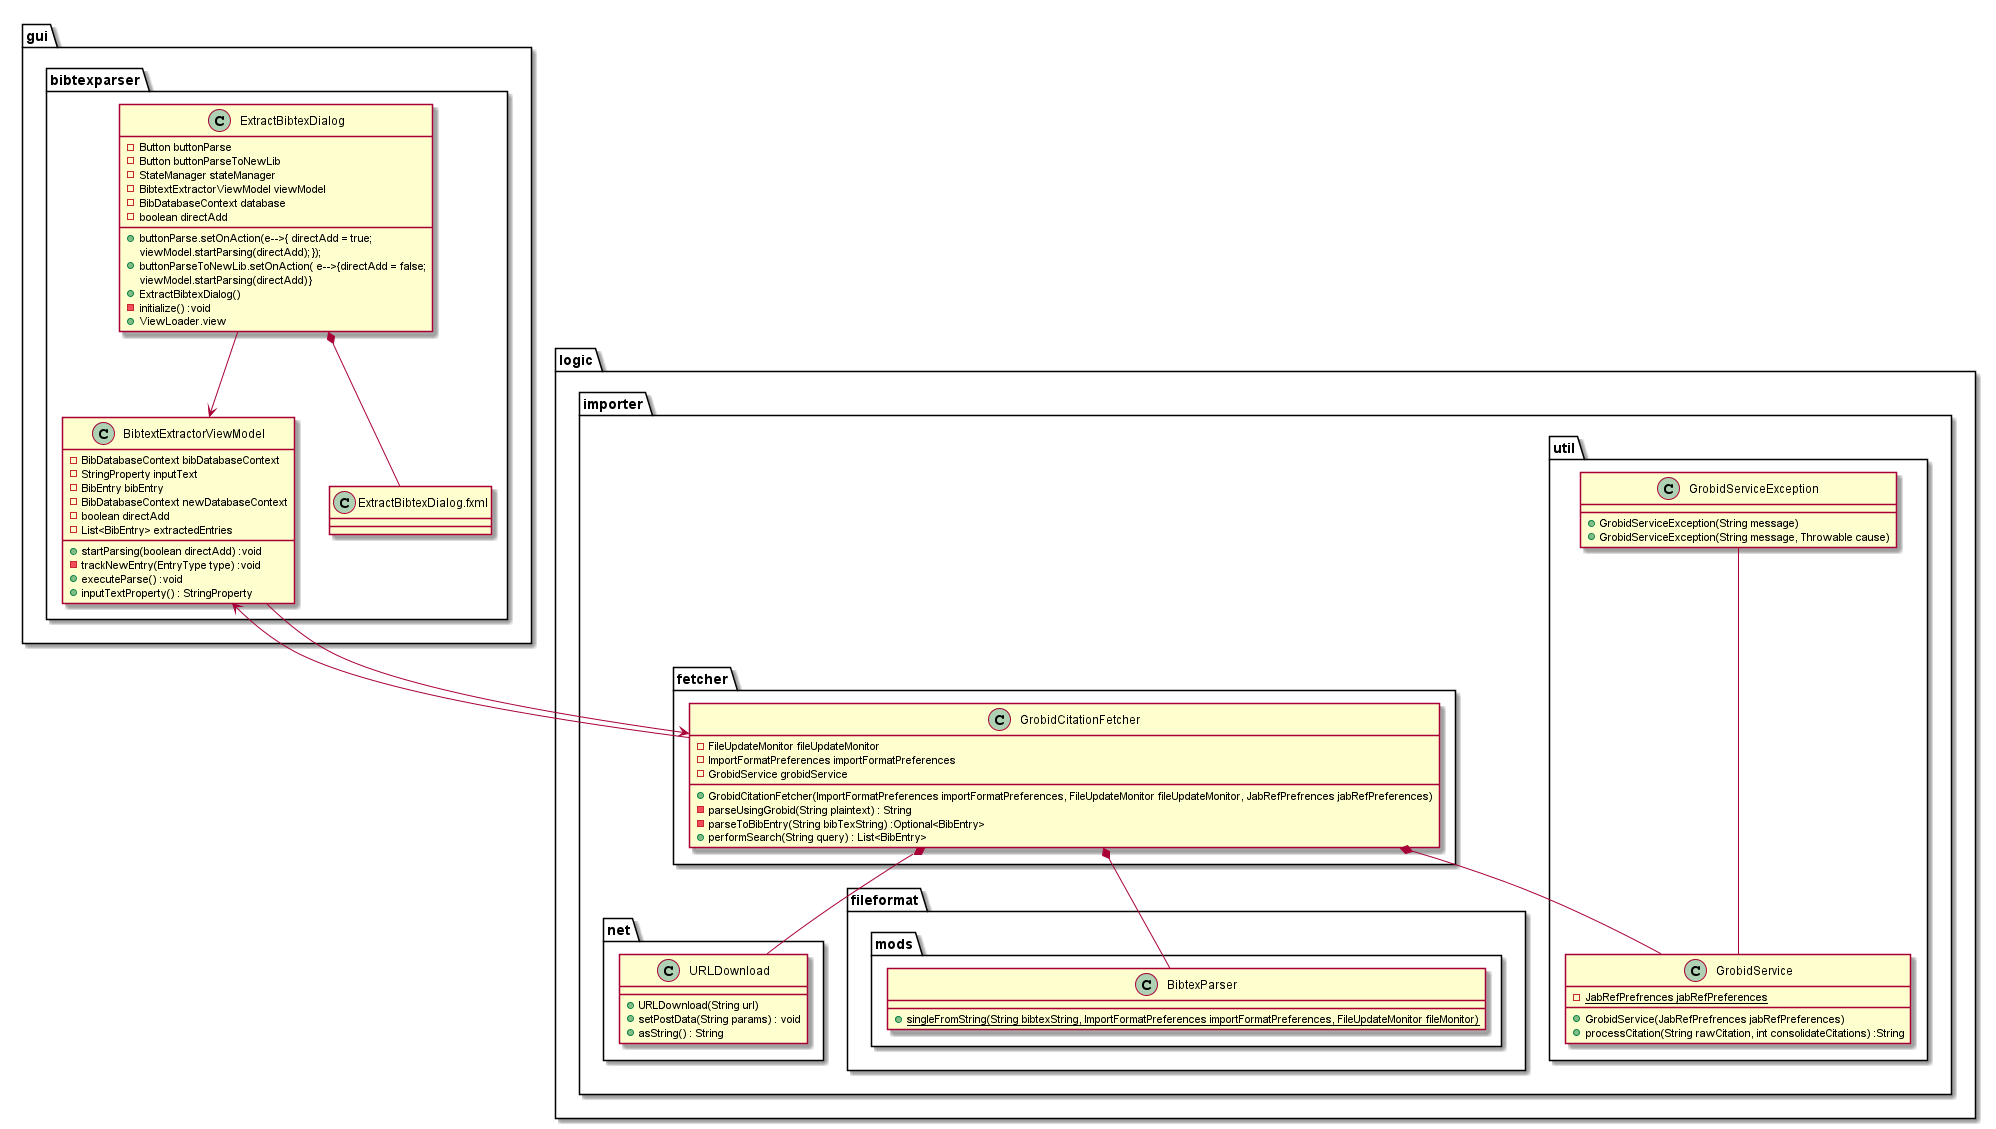 gui
bibtexparser
C ExtractBibtexDialog
Button buttonParse
Button buttonParseToNewLib
StateManager stateManager
BibtextExtractorViewModel viewModel
BibDatabaseContext database
boolean directAdd
buttonParse.setOnAction(e-->{ directAdd = true;
viewModel.startParsing(directAdd); });
buttonParseToNewLib.setOnAction( e-->{directAdd = false;
viewModel.startParsing(directAdd)}
ExtractBibtexDialog()
initialize() :void
ViewLoader.view
C BibtextExtractorViewModel
BibDatabaseContext bibDatabaseContext
StringProperty inputText
BibEntry bibEntry
BibDatabaseContext newDatabaseContext
boolean directAdd
List<BibEntry> extractedEntries
startParsing(boolean directAdd) :void
trackNewEntry(EntryType type) :void
executeParse() :void
inputTextProperty() : StringProperty
C ExtractBibtexDialog.fxml
logic
importer
util
C GrobidServiceException
GrobidServiceException(String message)
GrobidServiceException(String message, Throwable cause)
fetcher
C GrobidCitationFetcher
FileUpdateMonitor fileUpdateMonitor
ImportFormatPreferences importFormatPreferences
GrobidService grobidService
GrobidCitationFetcher(ImportFormatPreferences importFormatPreferences, FileUpdateMonitor fileUpdateMonitor, JabRefPrefrences jabRefPreferences)
parseUsingGrobid(String plaintext) : String
parseToBibEntry(String bibTexString) :Optional<BibEntry>
performSearch(String query) : List<BibEntry>
net
C URLDownload
URLDownload(String url)
setPostData(String params) : void
asString() : String
fileformat
mods
C BibtexParser
singleFromString(String bibtexString, ImportFormatPreferences importFormatPreferences, FileUpdateMonitor fileMonitor)
C GrobidService
JabRefPrefrences jabRefPreferences
GrobidService(JabRefPrefrences jabRefPreferences)
processCitation(String rawCitation, int consolidateCitations) :String